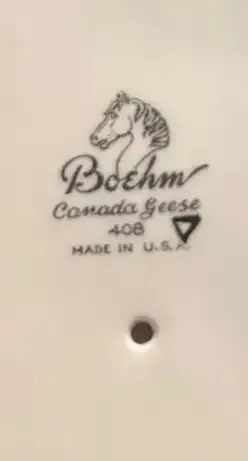 Boehm
Canada Geese
408
MADE IN U.S.A.